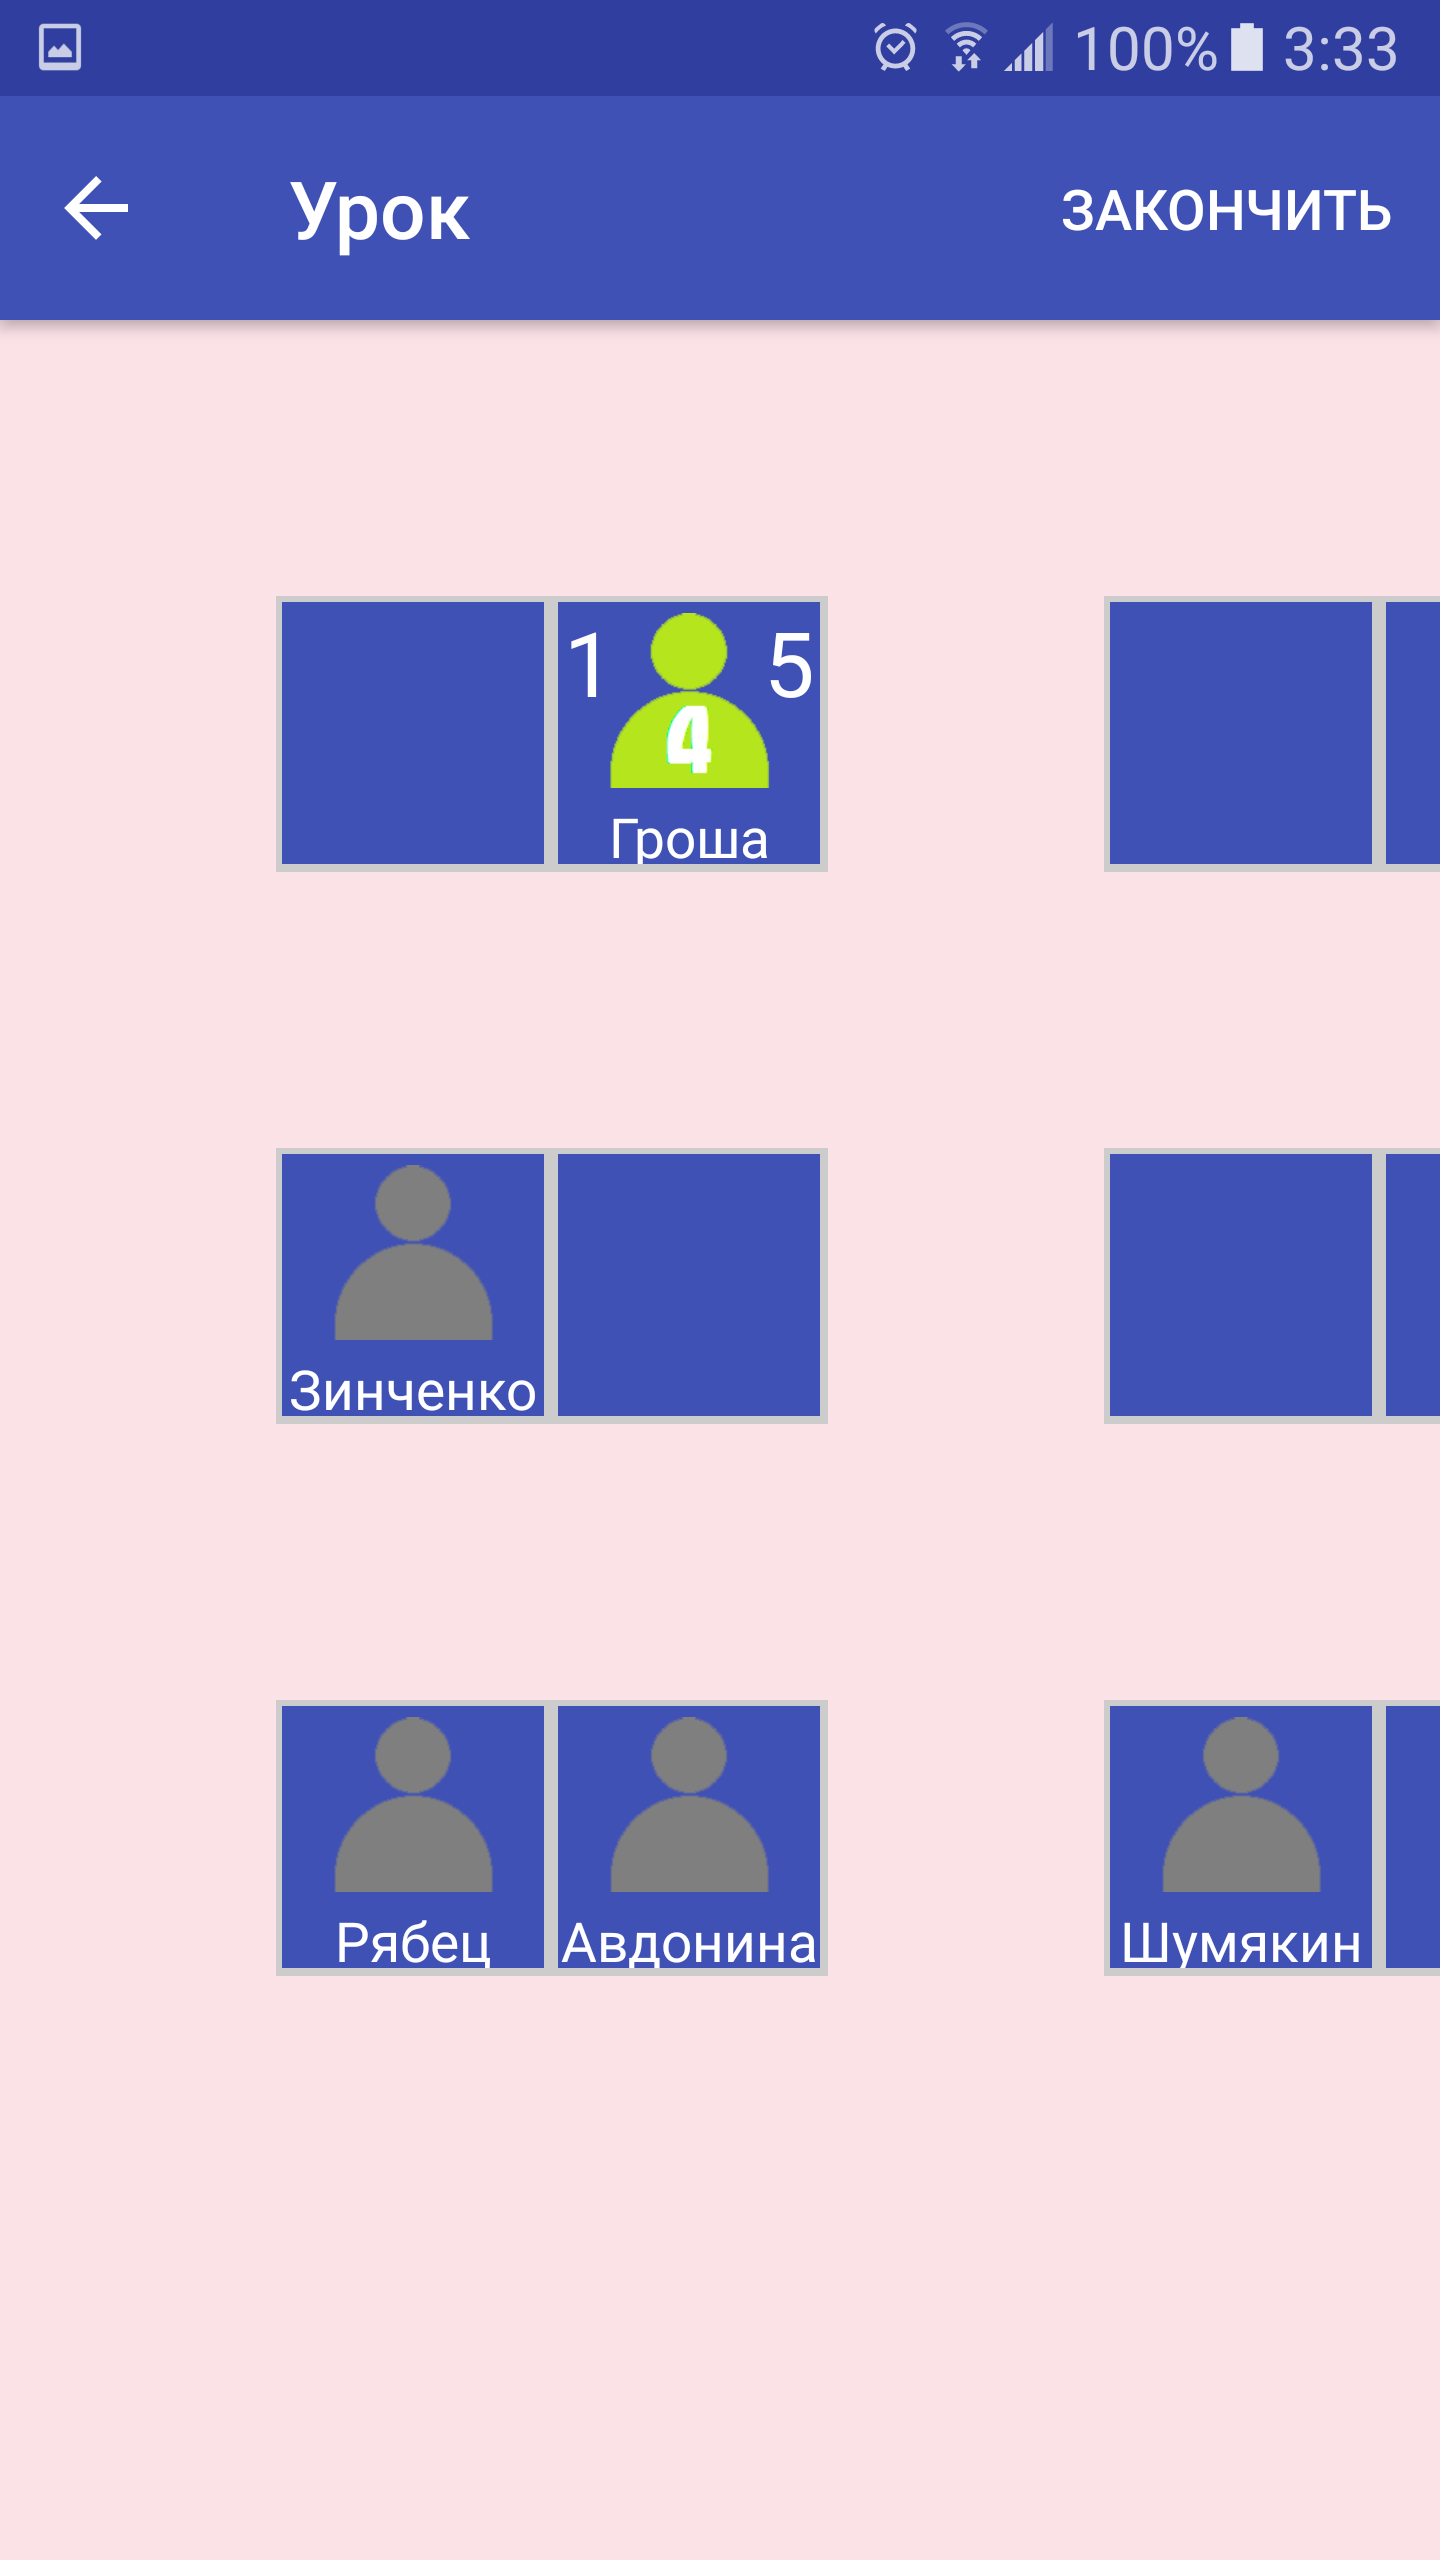 100% 3:33
Урок ЗАКОНЧИТЬ
1 5
4
Гроша
Зинченко
Рябец Авдонина Шумякин